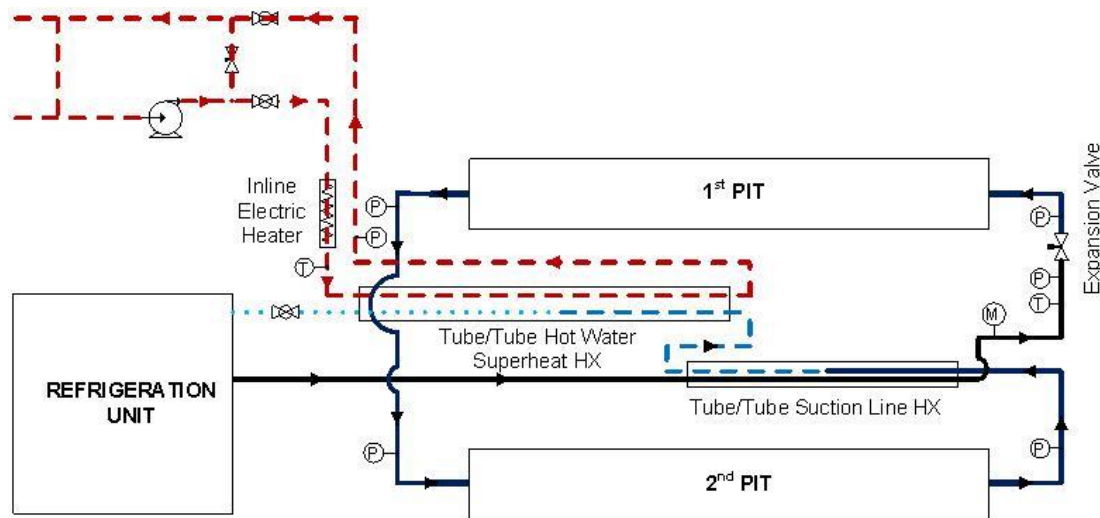 1st PIT
Inline
Electric
Heater
P
P
P
P
P
T
T
M
Expansion Valve
Tube/Tube Hot Water
Superheat HX
REFRIGERATION
UNIT
Tube/Tube Suction Line HX
P
P
2nd PIT